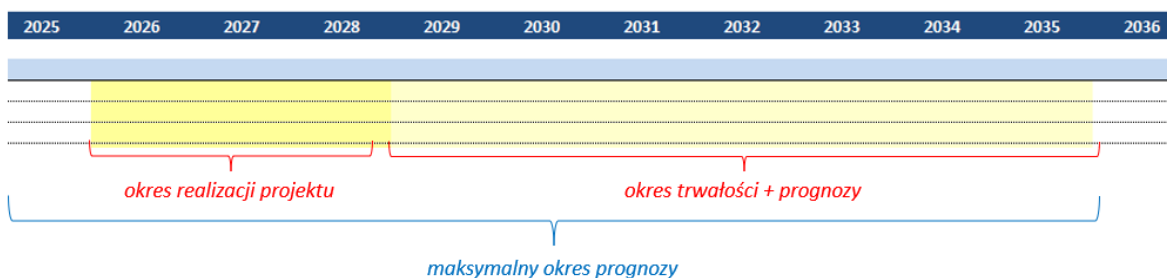 2025 2026 2027 2028 2029 2030 2031 2032 2033 2034 2035 2036
okres realizacji projektu okres trwałości + prognozy
maksymalny okres prognozy